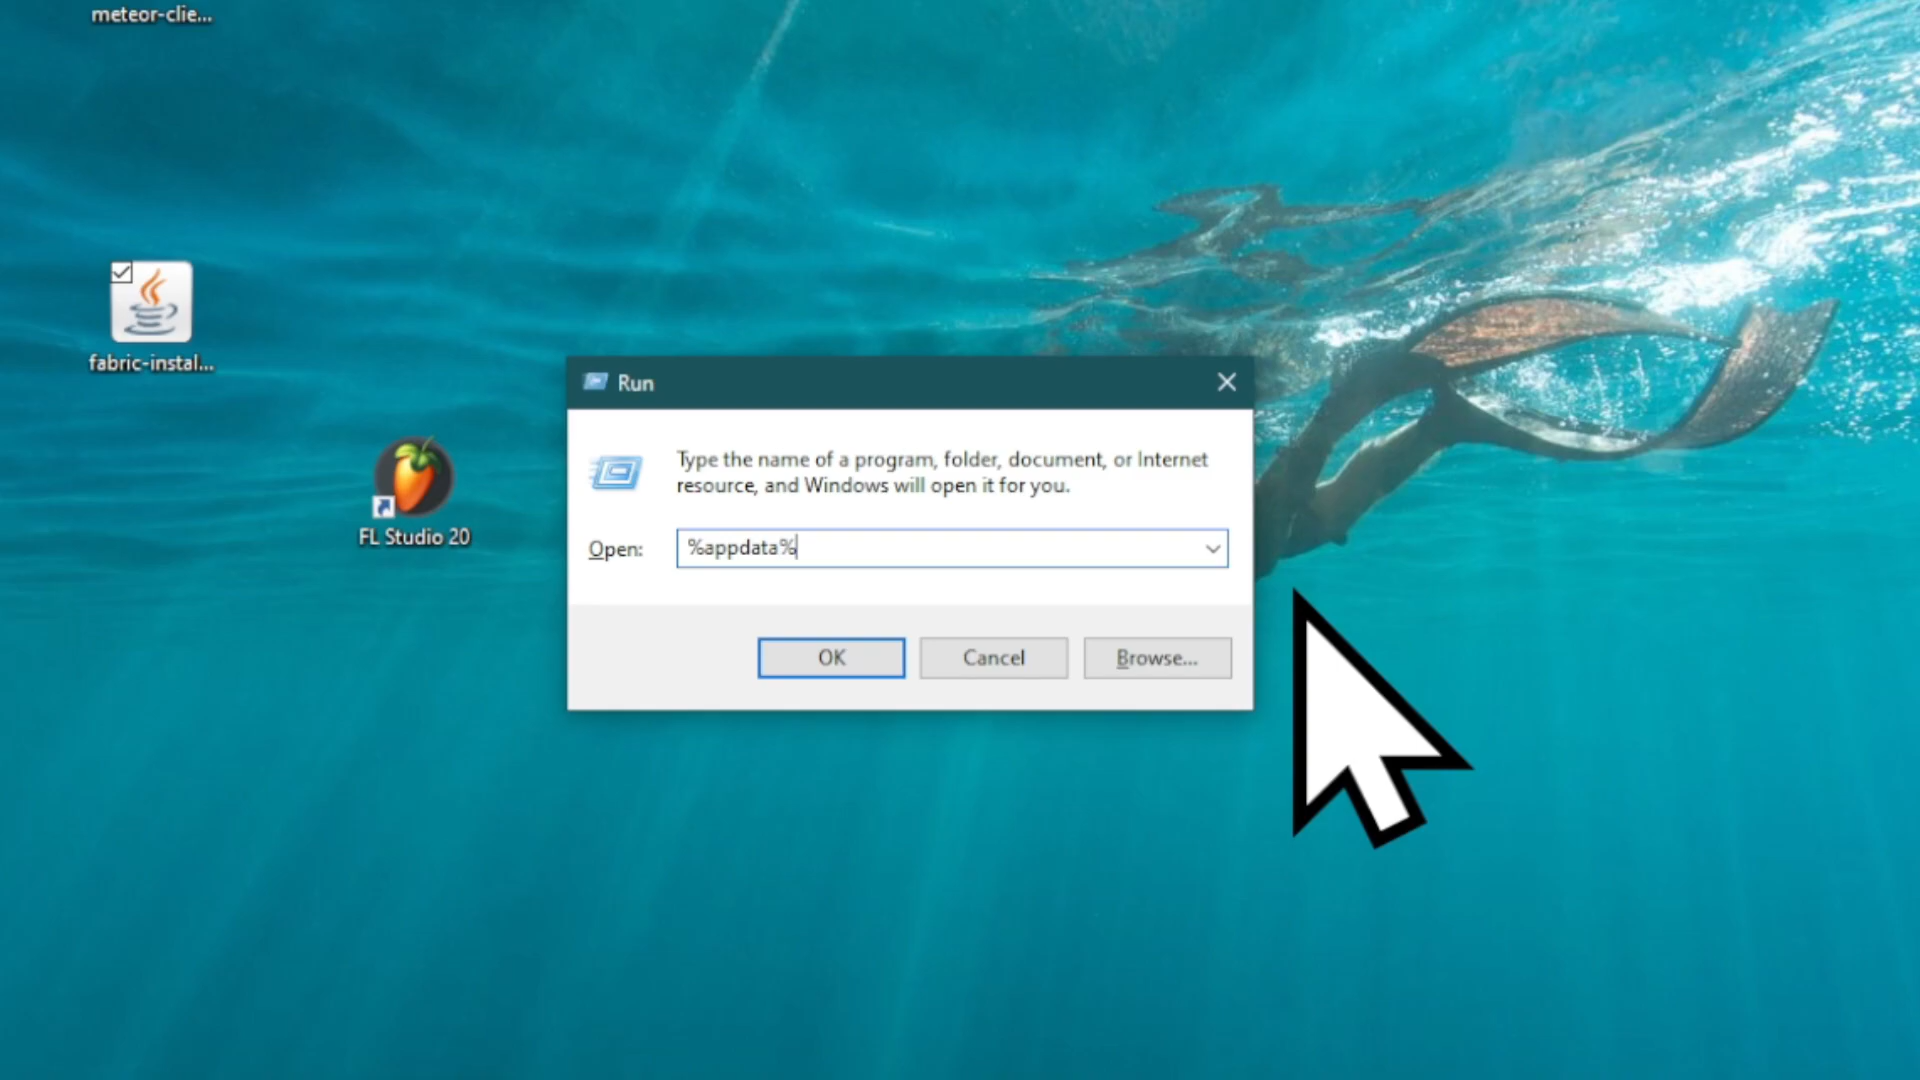 meteor-clie...
fabric-instal...
FL Studio 20
Run
Type the name of a program, folder, document, or Internet
resource, and Windows will open it for you.
Open:
%appdata%
OK
Cancel
Browse...